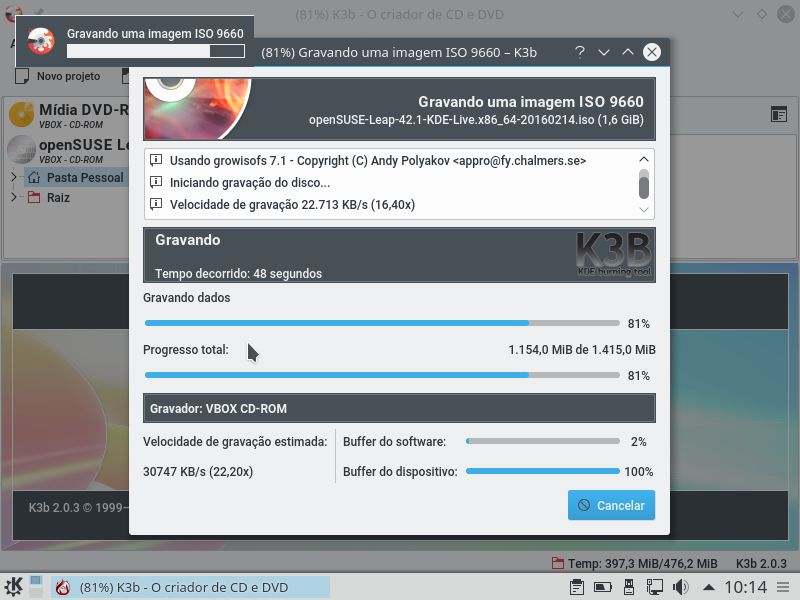 (81%) K3b - O criador de CD e DVD
Gravando uma imagem ISO 9660
(81%) Gravando uma imagem ISO 9660 – K3b
Novo projeto
Mídia DVD-R
VBOX - CD-ROM
openSUSE Le
VBOX - CD-ROM
Pasta Pessoal
Raiz
Gravando uma imagem ISO 9660
openSUSE-Leap-42.1-KDE-Live.x86_64-20160214.iso (1,6 GiB)
Usando growisofs 7.1 - Copyright (C) Andy Polyakov <appro@fy.chalmers.se>
Iniciando gravação do disco...
Velocidade de gravação 22.713 KB/s (16,40x)
Gravando
K3B
KDE burning tool
Tempo decorrido: 48 segundos
Gravando dados
81%
Progresso total: 1.154,0 MiB de 1.415,0 MiB
81%
Gravador: VBOX CD-ROM
Velocidade de gravação estimada:
30747 KB/s (22,20x)
Buffer do software: 2%
Buffer do dispositivo: 100%
Cancelar
K3b 2.0.3 © 1999–
Temp: 397,3 MiB/476,2 MiB K3b 2.0.3
(81%) K3b - O criador de CD e DVD
10:14